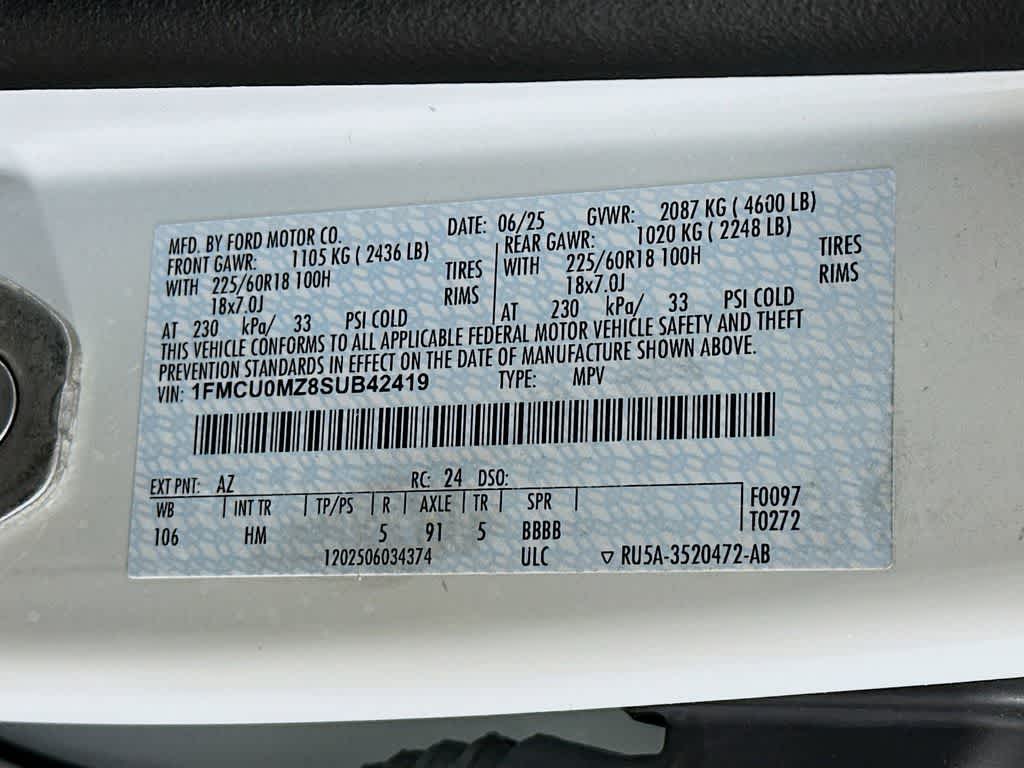 MFD. BY FORD MOTOR CO. DATE: 06/25 GVWR: 2087 KG ( 4600 LB)
FRONT GAWR: 1105 KG ( 2436 LB) REAR GAWR: 1020 KG ( 2248 LB)
WITH 225/60R18 100H TIRES WITH 225/60R18 100H TIRES
18x7.0J RIMS 18x7.0J RIMS
AT 230 kPa/ 33 PSI COLD AT 230 kPa/ 33 PSI COLD
THIS VEHICLE CONFORMS TO ALL APPLICABLE FEDERAL MOTOR VEHICLE SAFETY AND THEFT
PREVENTION STANDARDS IN EFFECT ON THE DATE OF MANUFACTURE SHOWN ABOVE.
VIN: 1FMCU0MZ8SUB42419 TYPE: MPV
EXT PNT: AZ RC: 24 DSO:
WB INT TR TP/PS R AXLE TR SPR F0097
106 HM 5 91 5 BBBB T0272
1202506034374 ULC ▽ RU5A-3520472-AB